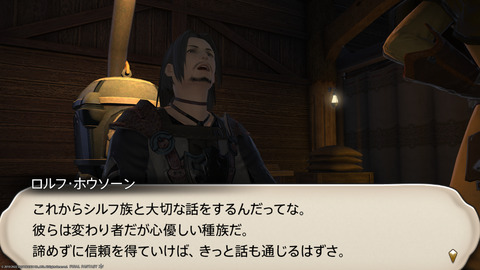 ロルフ・ホウソーン
これからシルフ族と大切な話をするんだってな。
彼らは変わり者だが心優しい種族だ。
諦めずに信頼を得ていけば、きっと話も通じるはずさ。